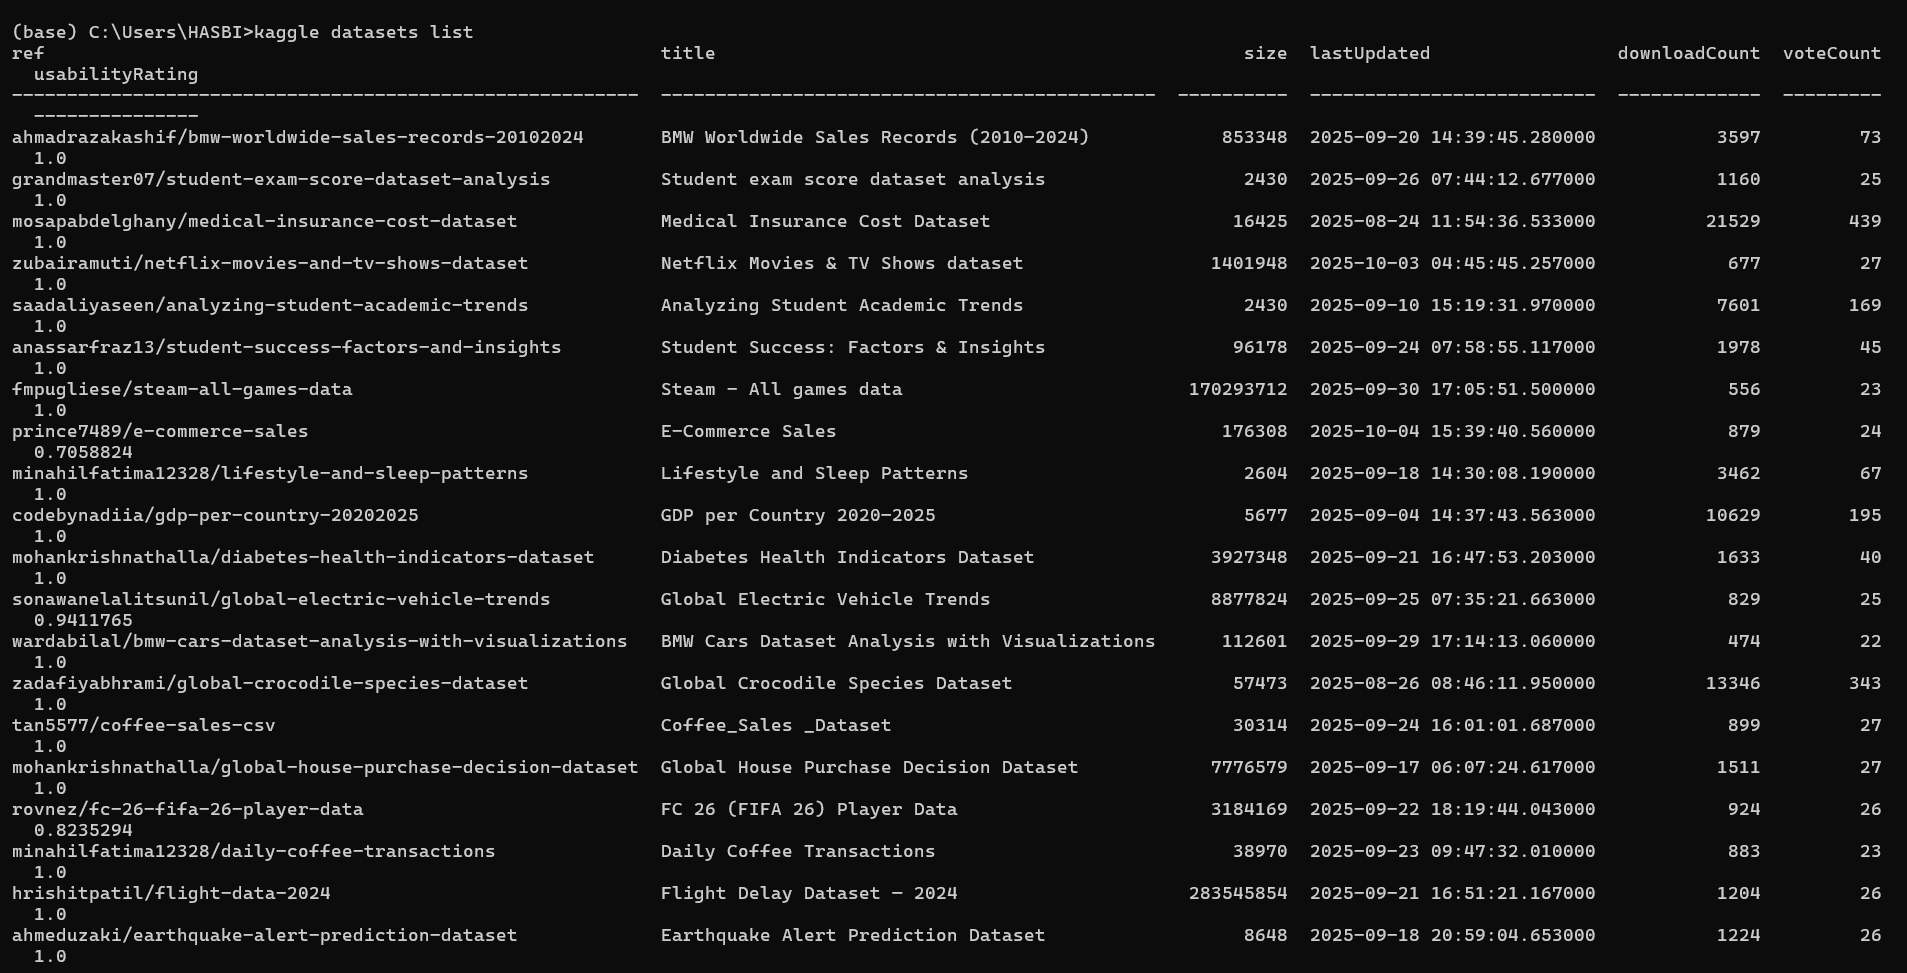 (base) C:\Users\HASBI>kaggle datasets list
ref                                                        title                                          size        lastUpdated                 downloadCount  voteCount
  usabilityRating
---------------------------------------------------------  ---------------------------------------------  ----------  --------------------------  -------------  ---------
  ---------------
ahmadrazakashif/bmw-worldwide-sales-records-20102024       BMW Worldwide Sales Records (2010-2024)        853348  2025-09-20 14:39:45.280000  3597  73
  1.0
grandmaster07/student-exam-score-dataset-analysis          Student exam score dataset analysis            2430  2025-09-26 07:44:12.677000  1160  25
  1.0
mosapabdelghany/medical-insurance-cost-dataset             Medical Insurance Cost Dataset                 16425  2025-08-24 11:54:36.533000  21529  439
  1.0
zubairamuti/netflix-movies-and-tv-shows-dataset            Netflix Movies & TV Shows dataset              1401948  2025-10-03 04:45:45.257000  677  27
  1.0
saadaliyaseen/analyzing-student-academic-trends            Analyzing Student Academic Trends              2430  2025-09-10 15:19:31.970000  7601  169
  1.0
anassarfraz13/student-success-factors-and-insights         Student Success: Factors & Insights            96178  2025-09-24 07:58:55.117000  1978  45
  1.0
fmpugliese/steam-all-games-data                            Steam - All games data                         170293712  2025-09-30 17:05:51.500000  556  23
  1.0
prince7489/e-commerce-sales                                E-Commerce Sales                               176308  2025-10-04 15:39:40.560000  879  24
  0.7058824
minahilfatima12328/lifestyle-and-sleep-patterns            Lifestyle and Sleep Patterns                   2604  2025-09-18 14:30:08.190000  3462  67
  1.0
codebynadiia/gdp-per-country-20202025                      GDP per Country 2020-2025                      5677  2025-09-04 14:37:43.563000  10629  195
  1.0
mohankrishnathalla/diabetes-health-indicators-dataset      Diabetes Health Indicators Dataset             3927348  2025-09-21 16:47:53.203000  1633  40
  1.0
sonawanelalitsunil/global-electric-vehicle-trends          Global Electric Vehicle Trends                 8877824  2025-09-25 07:35:21.663000  829  25
  0.9411765
wardabilal/bmw-cars-dataset-analysis-with-visualizations   BMW Cars Dataset Analysis with Visualizations  112601  2025-09-29 17:14:13.060000  474  22
  1.0
zadafiyabhrami/global-crocodile-species-dataset            Global Crocodile Species Dataset               57473  2025-08-26 08:46:11.950000  13346  343
  1.0
tan5577/coffee-sales-csv                                   Coffee_Sales _Dataset                          30314  2025-09-24 16:01:01.687000  899  27
  1.0
mohankrishnathalla/global-house-purchase-decision-dataset  Global House Purchase Decision Dataset         7776579  2025-09-17 06:07:24.617000  1511  27
  1.0
rovnez/fc-26-fifa-26-player-data                           FC 26 (FIFA 26) Player Data                    3184169  2025-09-22 18:19:44.043000  924  26
  0.8235294
minahilfatima12328/daily-coffee-transactions               Daily Coffee Transactions                      38970  2025-09-23 09:47:32.010000  883  23
  1.0
hrishitpatil/flight-data-2024                              Flight Delay Dataset — 2024                    283545854  2025-09-21 16:51:21.167000  1204  26
  1.0
ahmeduzaki/earthquake-alert-prediction-dataset             Earthquake Alert Prediction Dataset            8648  2025-09-18 20:59:04.653000  1224  26
  1.0